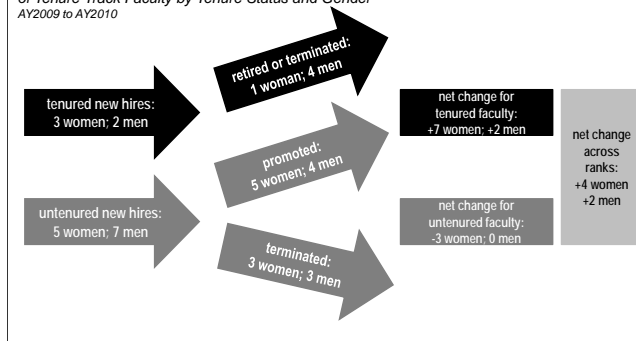 of Tenure Track Faculty by Tenure Status and Gender
AY2009 to AY2010
retired or terminated:
1 woman; 4 men
tenured new hires:
3 women; 2 men
net change for
tenured faculty:
+7 women; +2 men
promoted:
5 women; 4 men
net change
across
ranks:
+4 women
+2 men
untenured new hires:
5 women; 7 men
net change for
untenured faculty:
-3 women; 0 men
terminated:
3 women; 3 men